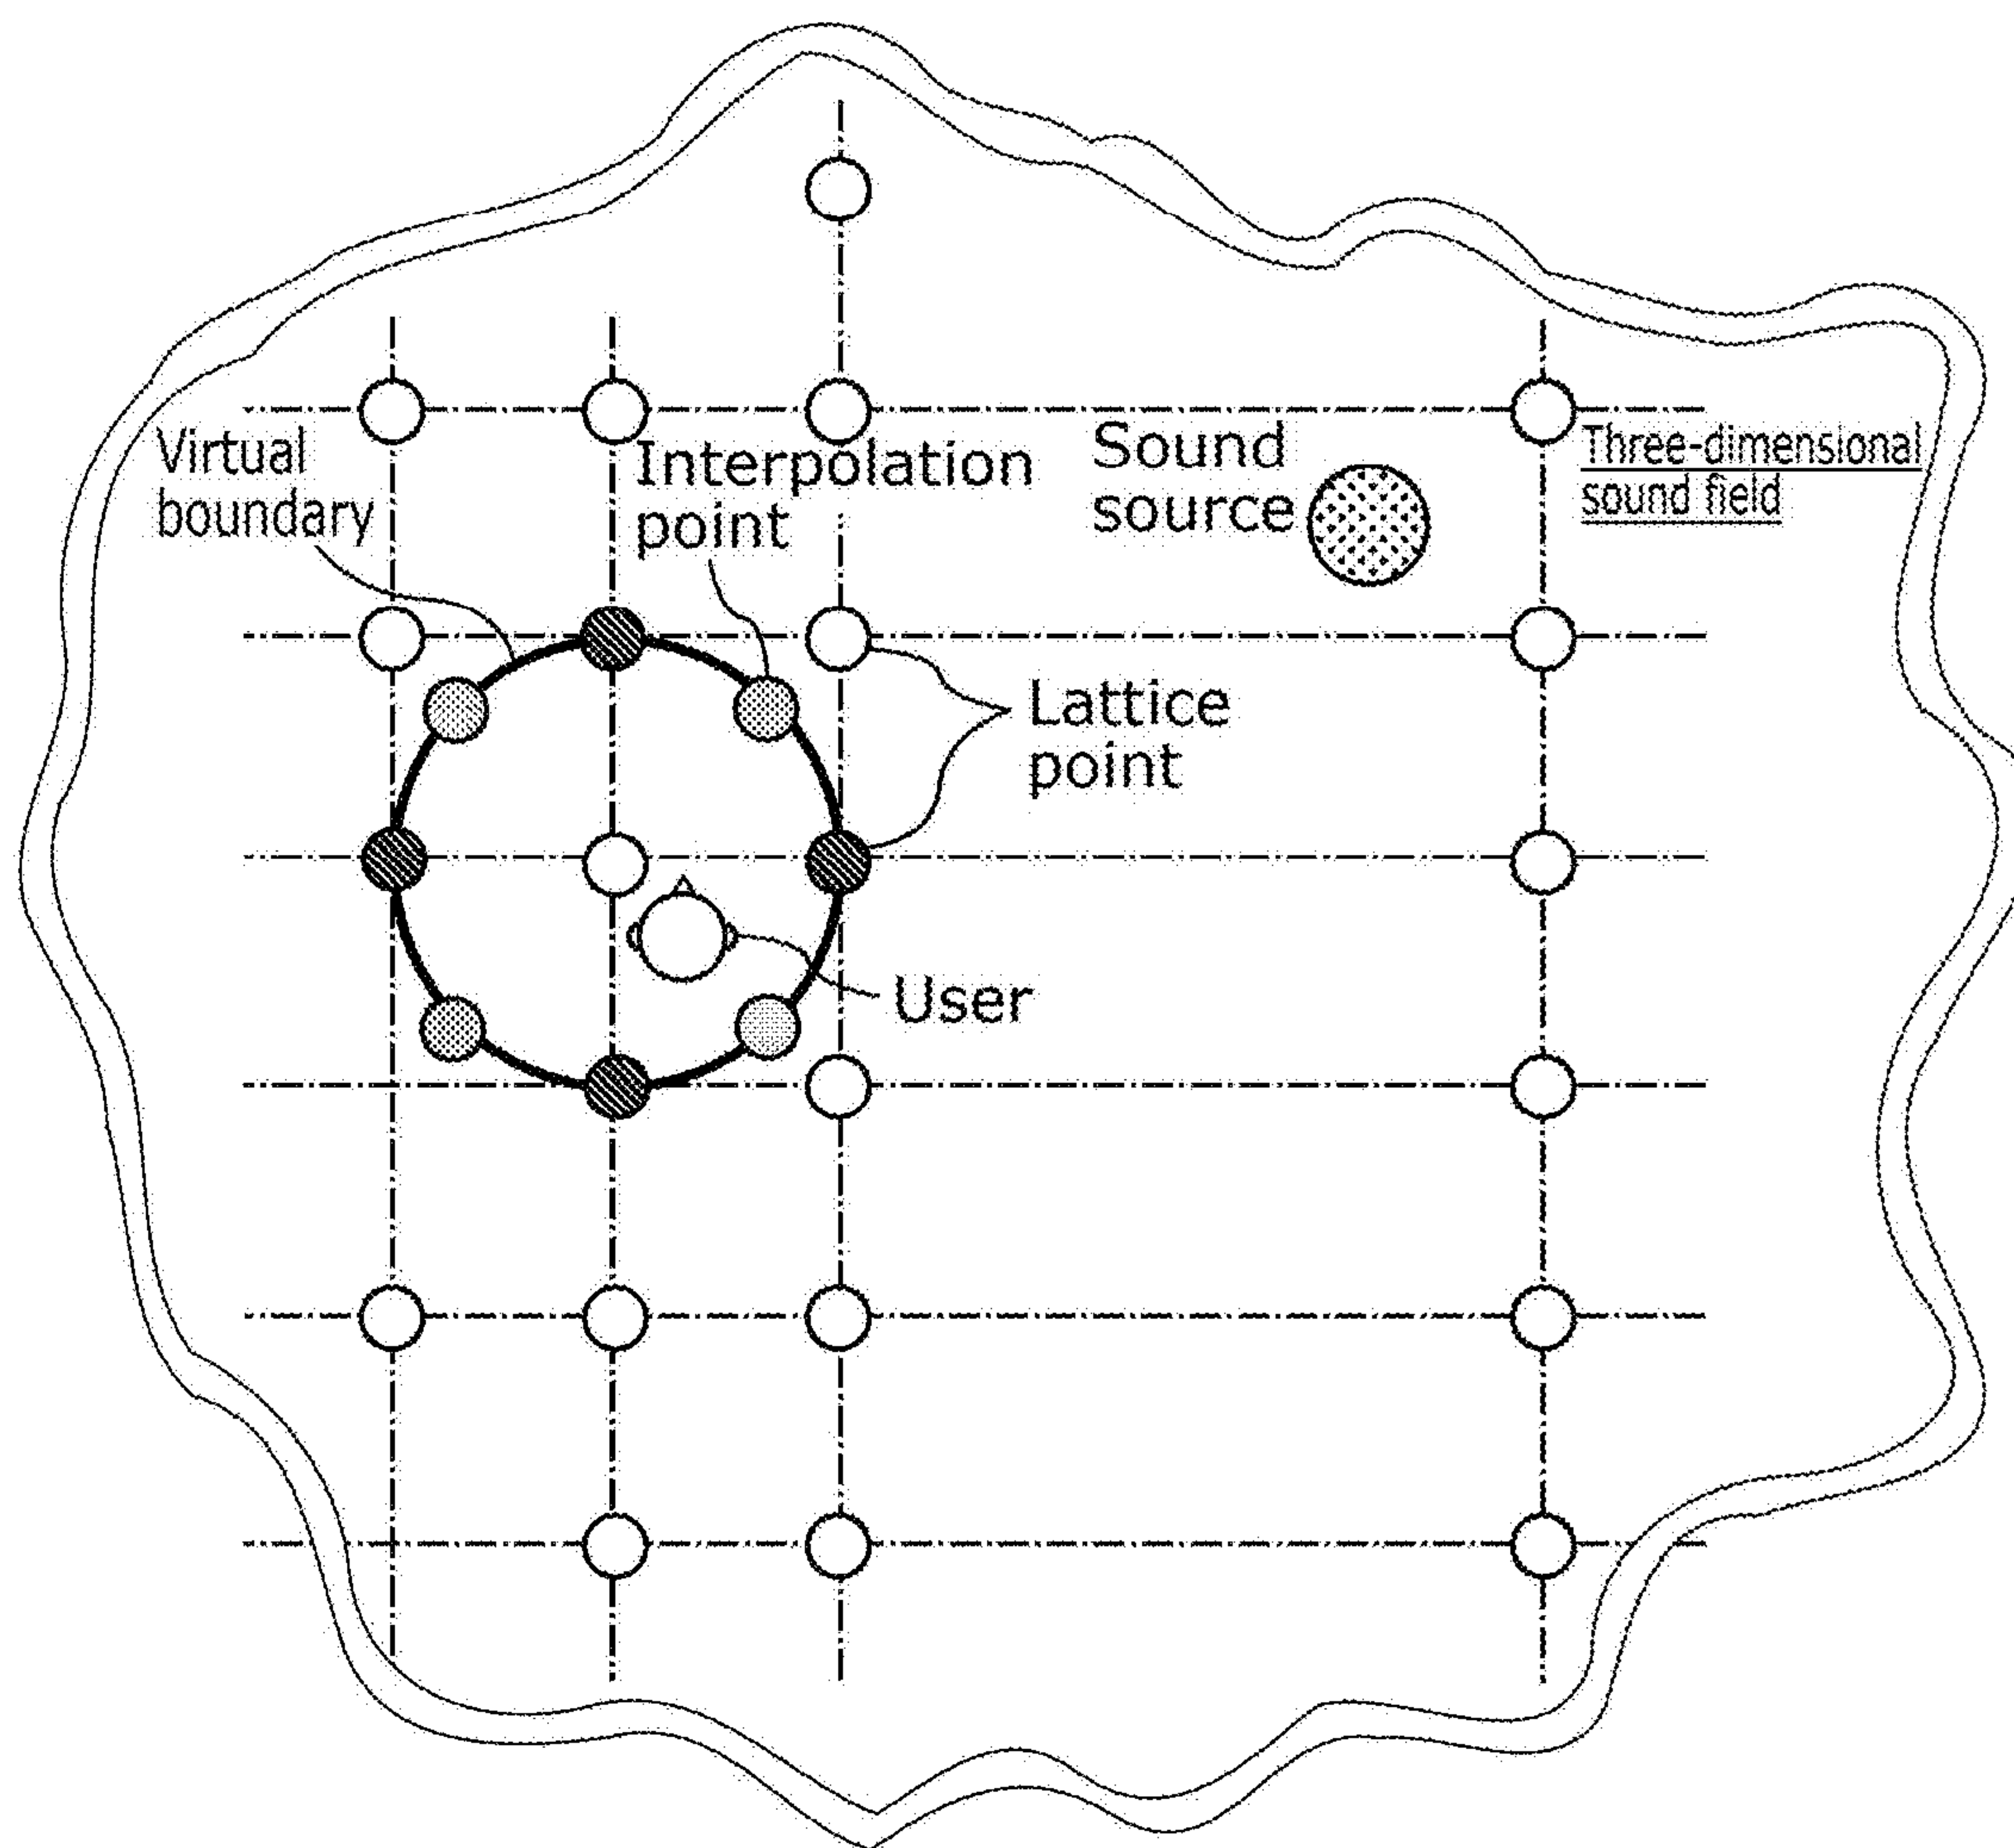 Virtual
boundary
Interpolation
point
Sound
source
Three-dimensional
sound field
Lattice
point
User